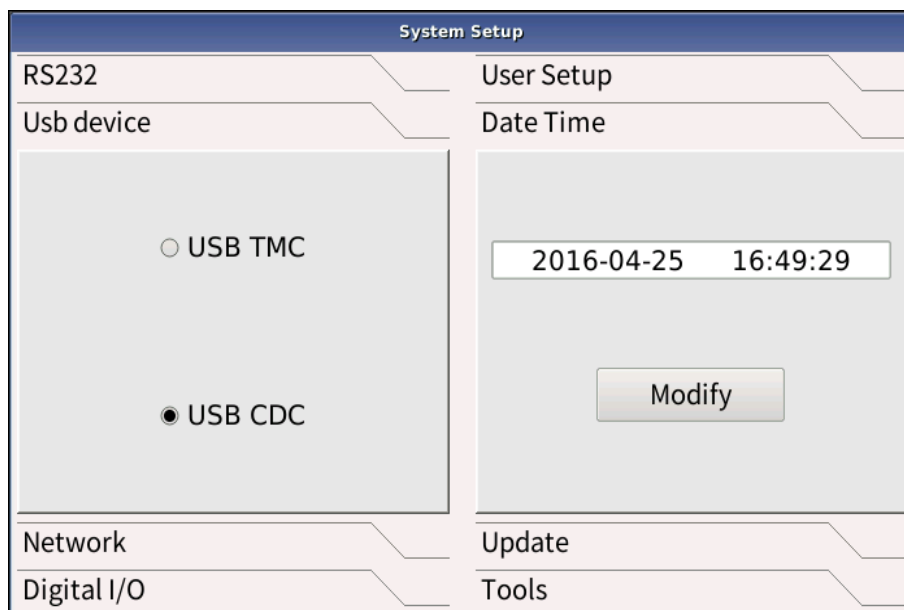 System Setup
RS232
Usb device
USB TMC
USB CDC
Network
Digital I/O
User Setup
Date Time
2016-04-25 16:49:29
Modify
Update
Tools